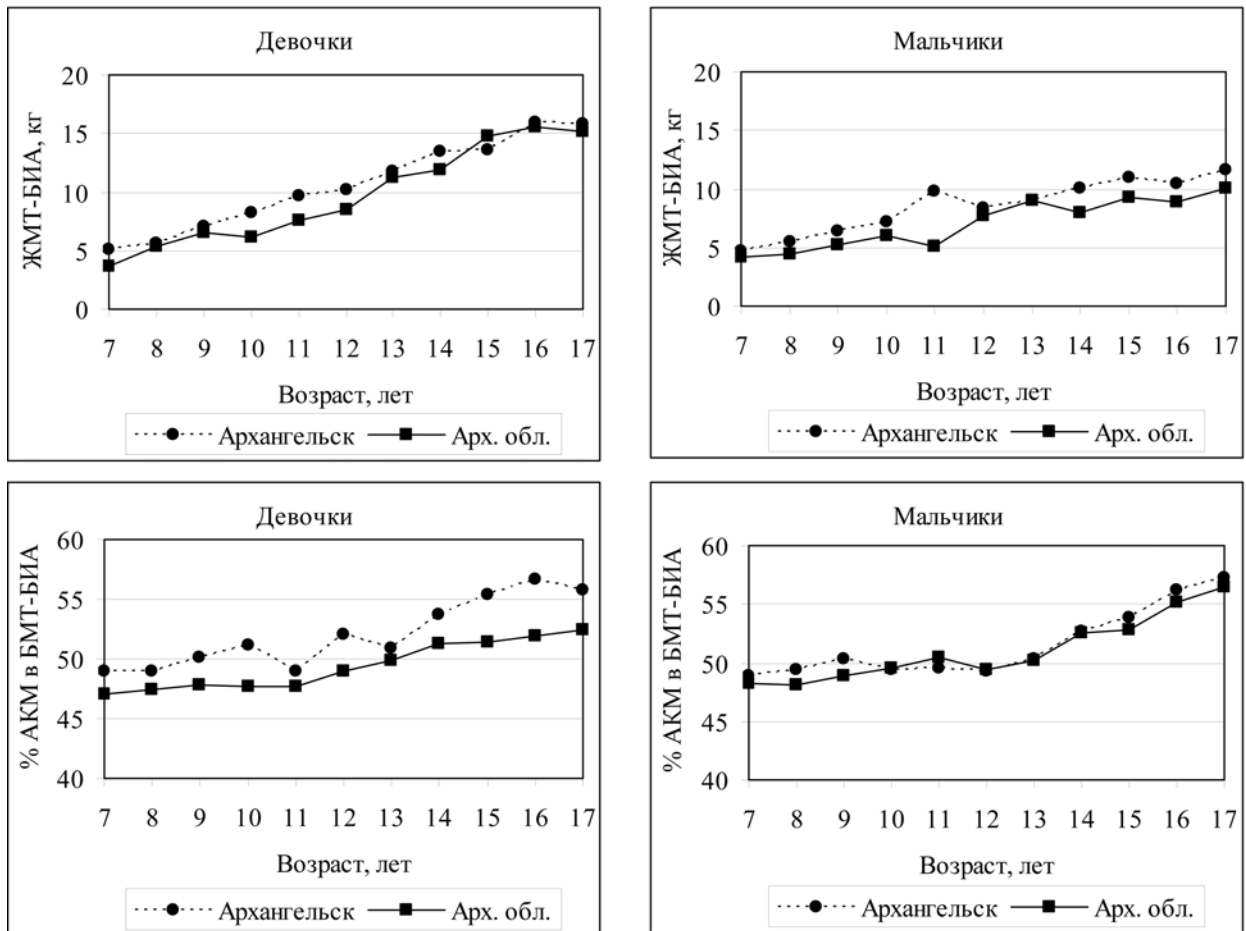 Девочки
ЖМТ-БИА, кг
20
15
10
5
0
7 8 9 10 11 12 13 14 15 16 17
Возраст, лет
Архангельск Арх. обл.
Мальчики
ЖМТ-БИА, кг
20
15
10
5
0
7 8 9 10 11 12 13 14 15 16 17
Возраст, лет
Архангельск Арх. обл.
Девочки
% АКМ в БМТ-БИА
60
55
50
45
40
7 8 9 10 11 12 13 14 15 16 17
Возраст, лет
Архангельск Арх. обл.
Мальчики
% АКМ в БМТ-БИА
60
55
50
45
40
7 8 9 10 11 12 13 14 15 16 17
Возраст, лет
Архангельск Арх. обл.